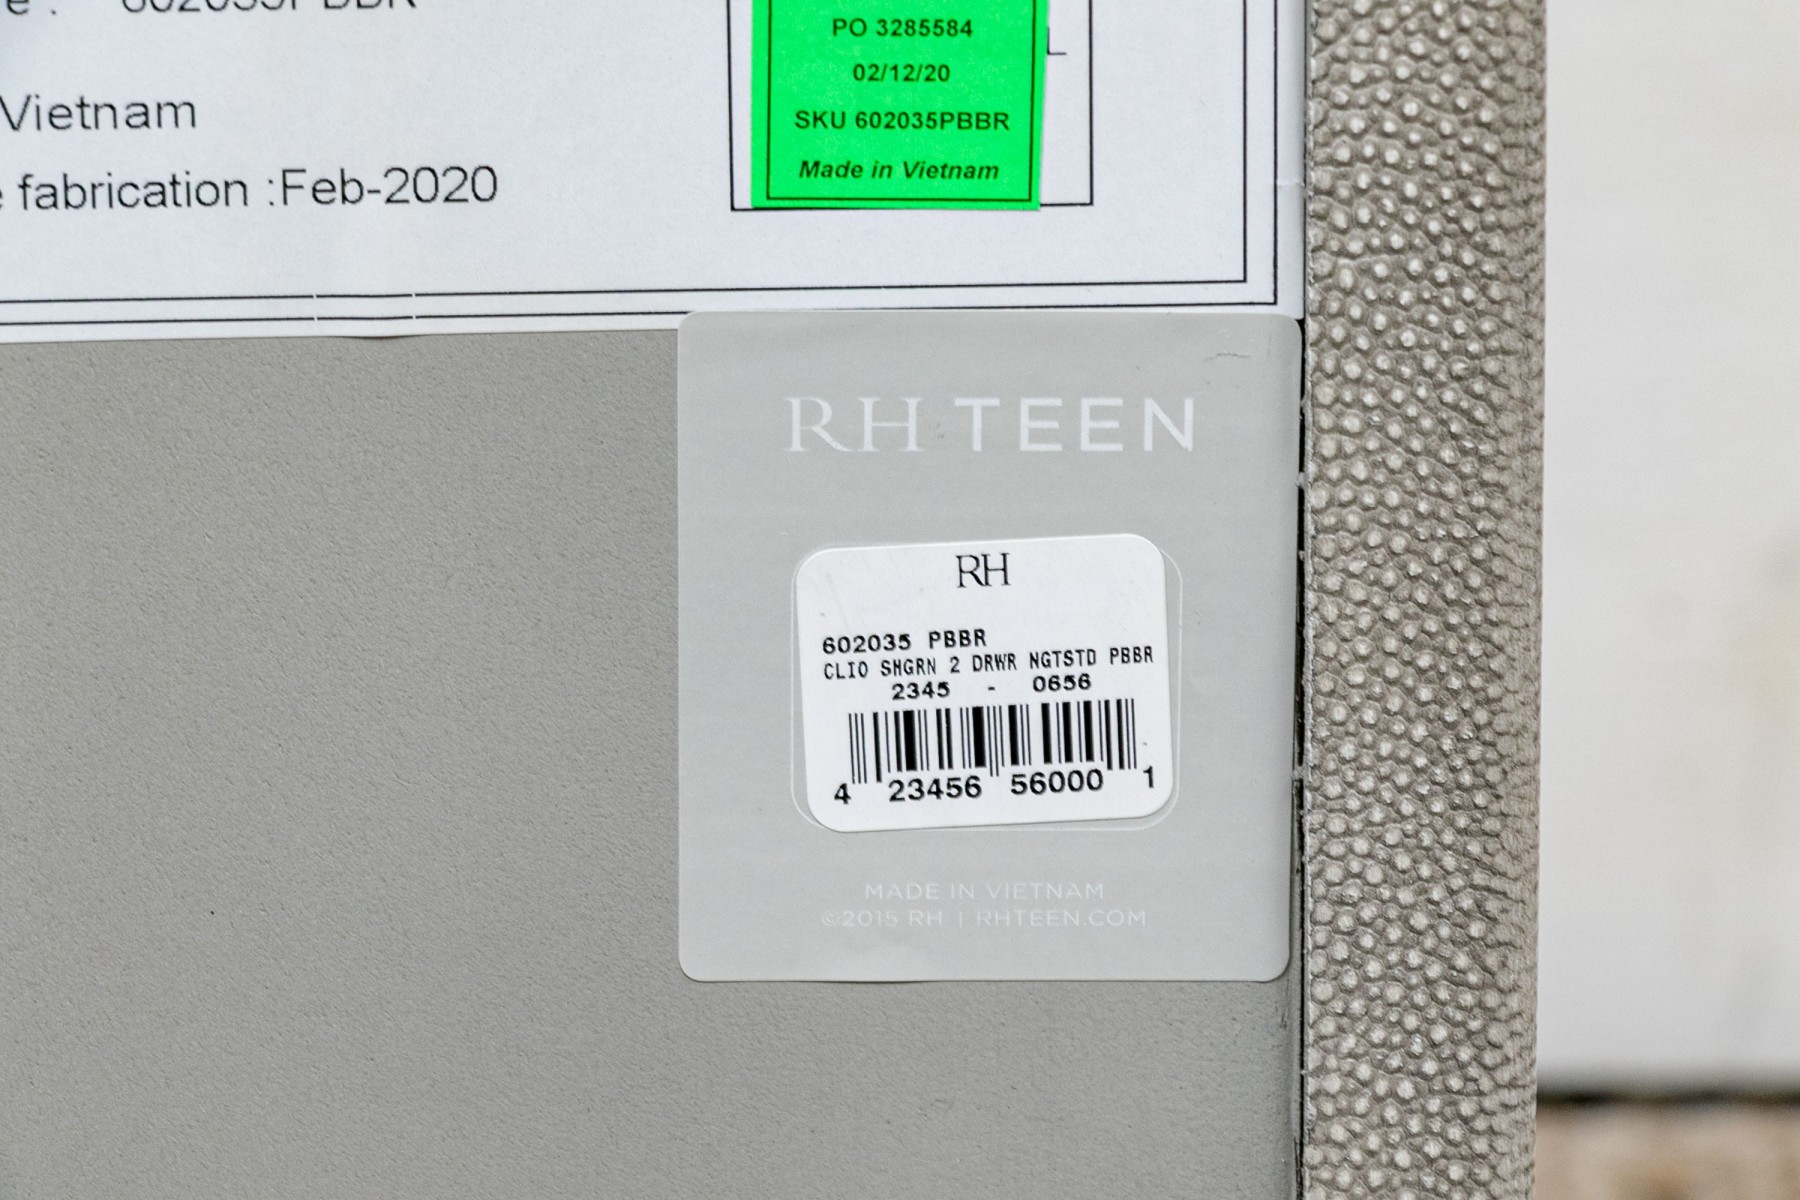 e : 602035PBBR
Vietnam
e fabrication :Feb-2020
PO 3285584
02/12/20
SKU 602035PBBR
Made in Vietnam
RH TEEN
RH
602035 PBBR
CLIO SHGRN 2 DRWR NGTSTD PBBR
2345 - 0656
4 23456 56000 1
MADE IN VIETNAM
©2015 RH | RHTEEN.COM